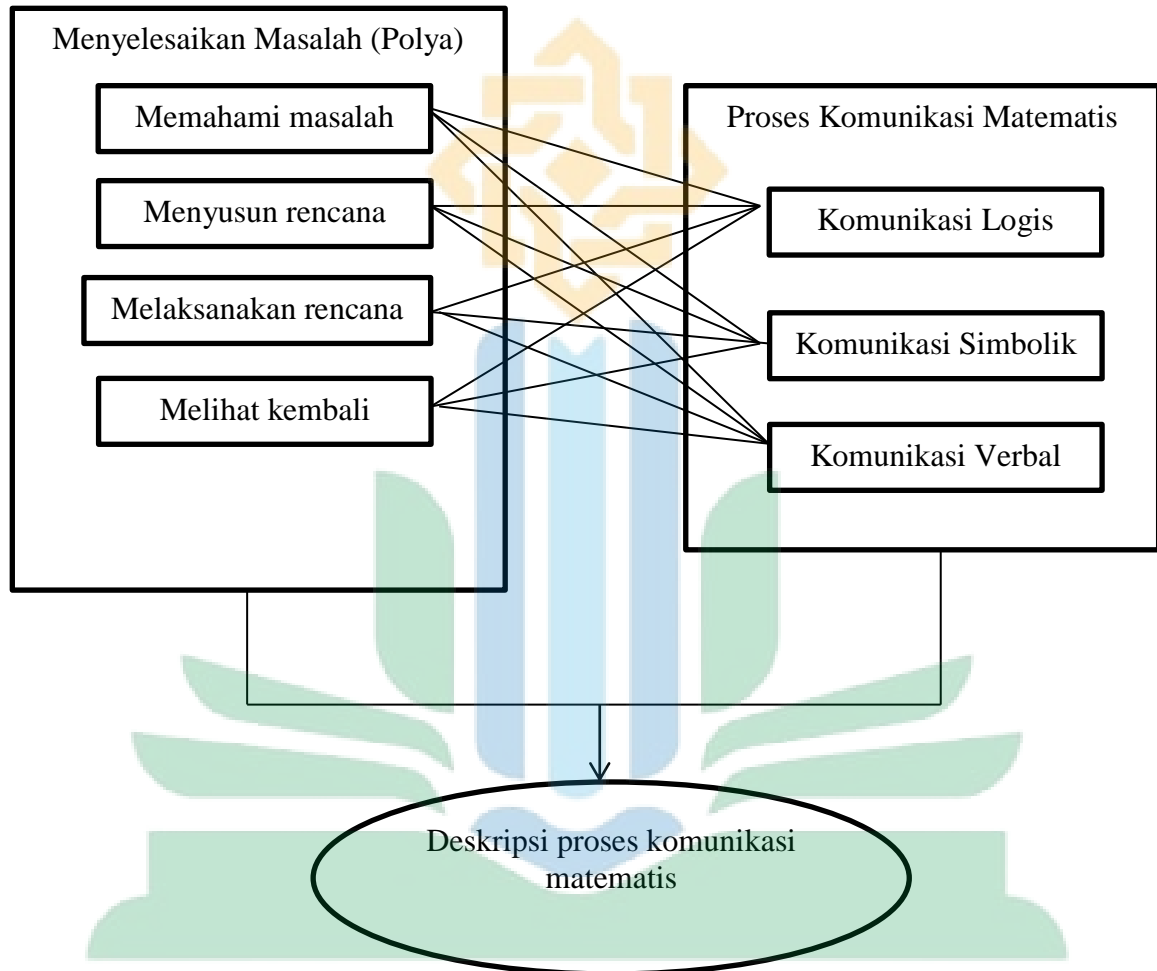 Menyelesaikan Masalah (Polya)
Memahami masalah
Menyusun rencana
Melaksanakan rencana
Melihat kembali
Proses Komunikasi Matematis
Komunikasi Logis
Komunikasi Simbolik
Komunikasi Verbal
Deskripsi proses komunikasi
matematis